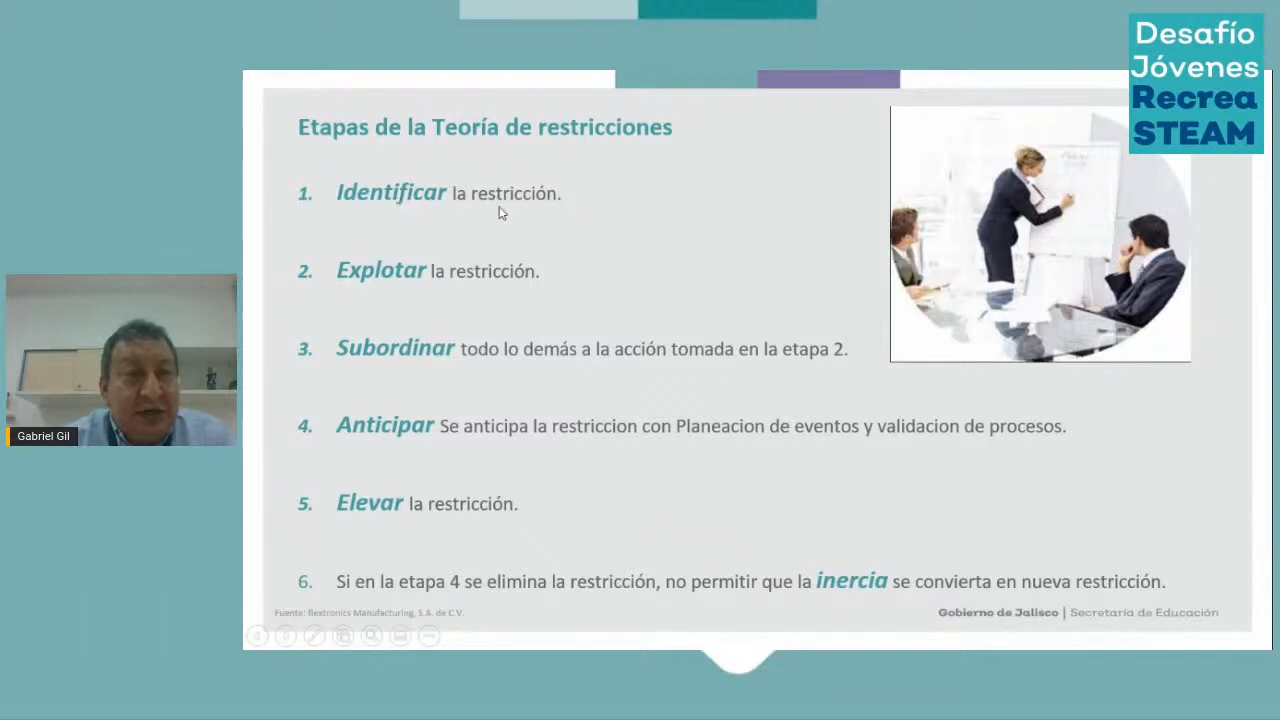 Desafío
Jóvenes
Recrea
STEAM
Etapas de la Teoría de restricciones
1. Identificar la restricción.
2. Explotar la restricción.
3. Subordinar todo lo demás a la acción tomada en la etapa 2.
4. Anticipar Se anticipa la restriccion con Planeacion de eventos y validacion de procesos.
5. Elevar la restricción.
6. Si en la etapa 4 se elimina la restricción, no permitir que la inercia se convierta en nueva restricción.
Fuente: flextronics Manufacturing, S.A. de C.V.
Gobierno de Jalisco | Secretaría de Educación
Gabriel Gil